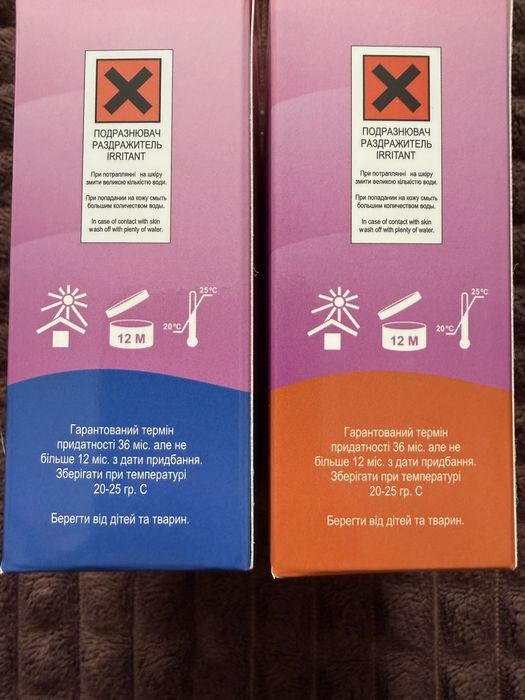 ПОДРАЗНЮВАЧ
РАЗДРАЖИТЕЛЬ
IRRITANT
При потраплянні на шкіру
змити великою кількістю води.
При попадании на кожу смыть
большим количеством воды.
In case of contact with skin
wash off with plenty of water.
12 M
20°C
25°C
Гарантований термін
придатності 36 міс. але не
більше 12 міс. з дати придбання.
Зберігати при температурі
20-25 гр. С
Берегти від дітей та тварин.
ПОДРАЗНЮВАЧ
РАЗДРАЖИТЕЛЬ
IRRITANT
При потраплянні на шкіру
змити великою кількістю води.
При попадании на кожу смыть
большим количеством воды.
In case of contact with skin
wash off with plenty of water.
12 M
20°C
25°C
Гарантований термін
придатності 36 міс. але не
більше 12 міс. з дати придбання.
Зберігати при температурі
20-25 гр. С
Берегти від дітей та тварин.